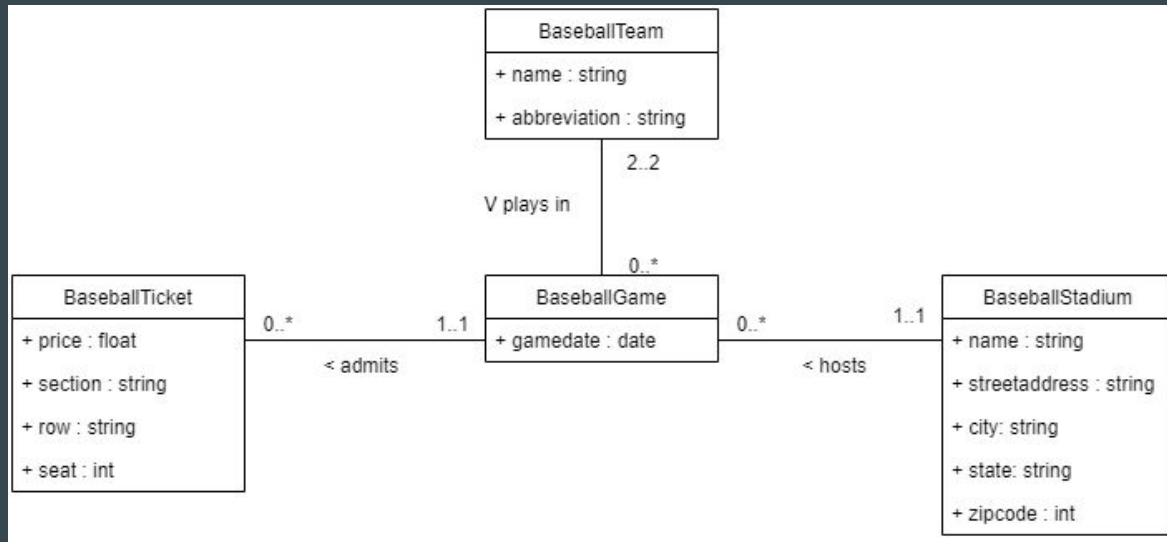 BaseballTeam
+ name : string
+ abbreviation : string
2..2
V plays in
0..*
BaseballTicket
+ price : float
+ section : string
+ row : string
+ seat : int
0..*
1..1
< admits
BaseballGame
+ gamedate : date
0..*
1..1
< hosts
BaseballStadium
+ name : string
+ streetaddress : string
+ city: string
+ state: string
+ zipcode : int